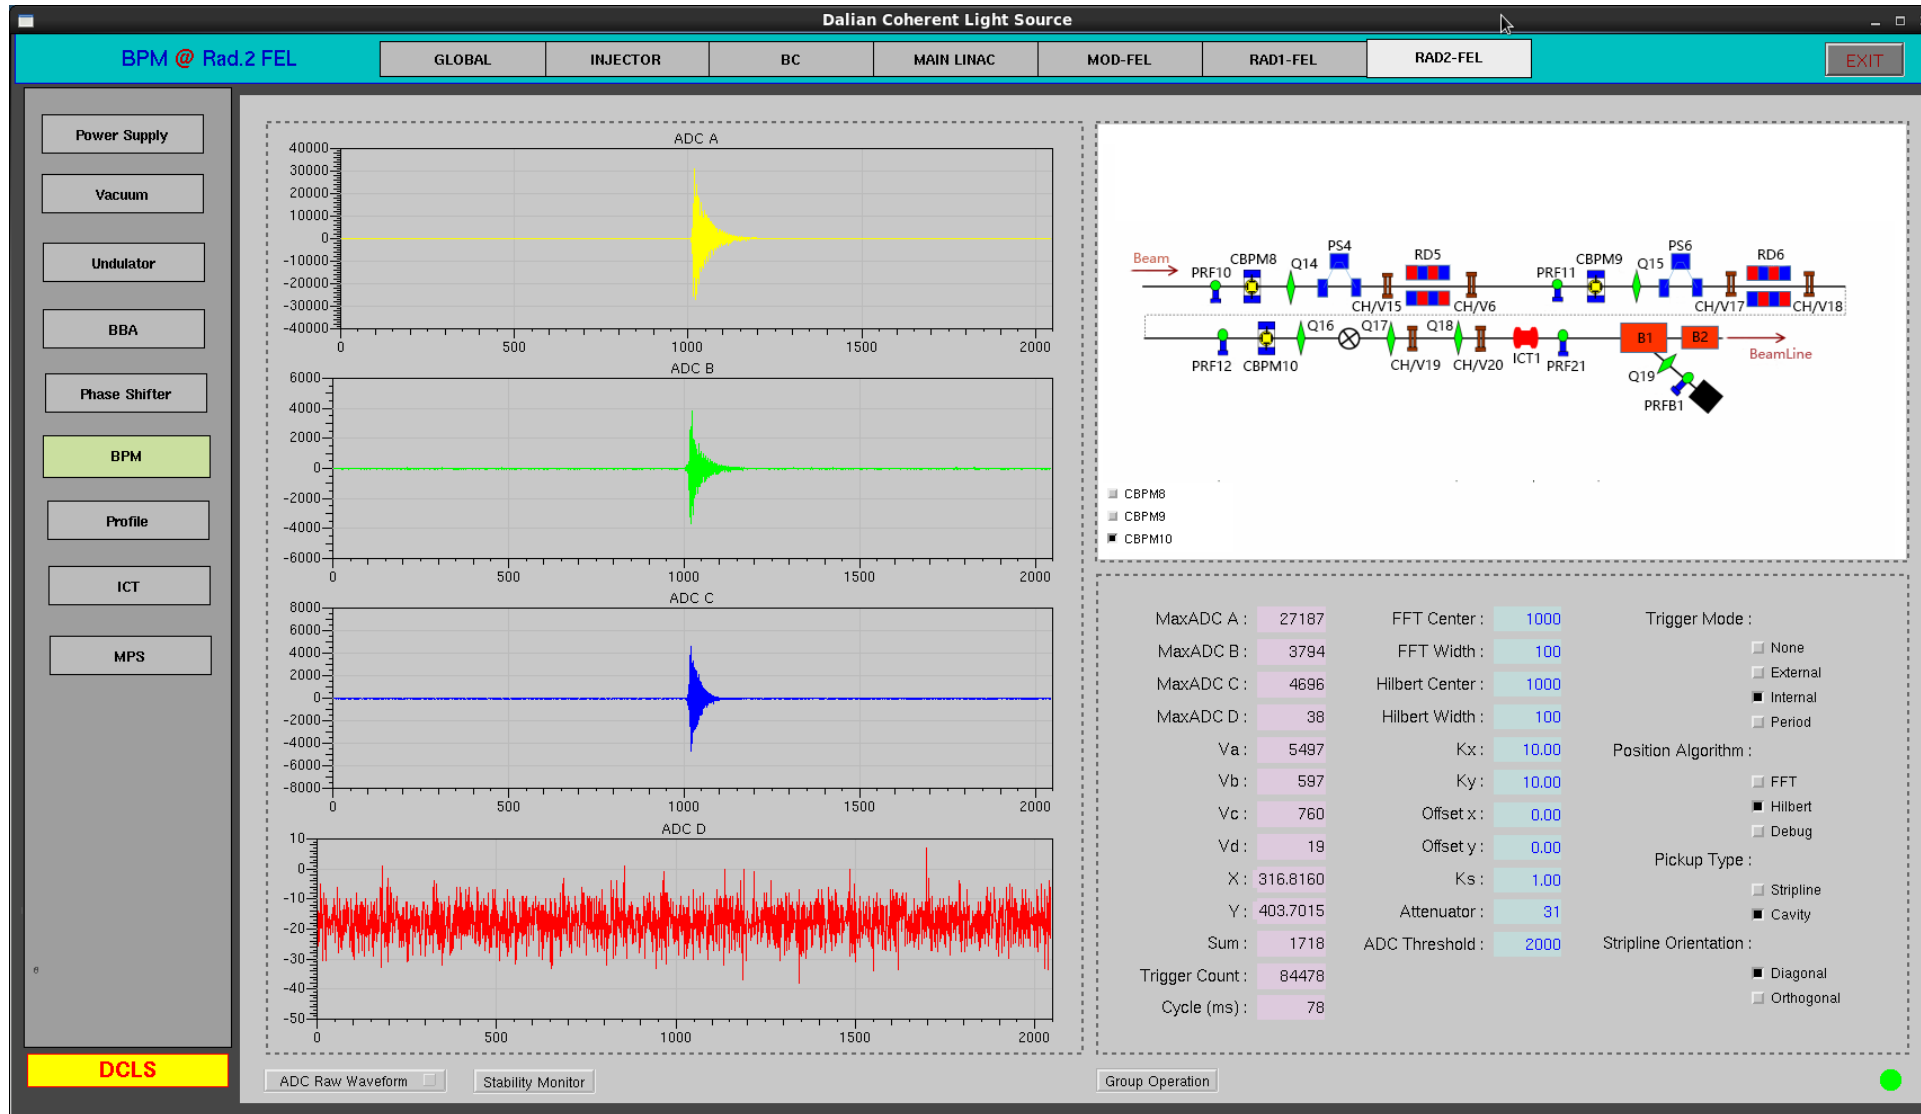 Dalian Coherent Light Source
BPM @ Rad.2 FEL
GLOBAL
INJECTOR
BC
MAIN LINAC
MOD-FEL
RAD1-FEL
RAD2-FEL
EXIT
Power Supply
Vacuum
Undulator
BBA
Phase Shifter
BPM
Profile
ICT
MPS
DCLS
ADC A
40000
30000
20000
10000
0
-10000
-20000
-30000
-40000
0 500 1000 1500 2000
ADC B
6000
4000
2000
0
-2000
-4000
-6000
0 500 1000 1500 2000
ADC C
8000
6000
4000
2000
0
-2000
-4000
-6000
-8000
0 500 1000 1500 2000
ADC D
10
0
-10
-20
-30
-40
-50
0 500 1000 1500 2000
ADC Raw Waveform
Stability Monitor
Beam
PRF10
CBPM8
Q14
PS4
CH/V15
RD5
CH/V6
PRF11
CBPM9
Q15
PS6
CH/V17
RD6
CH/V18
PRF12
CBPM10
Q16
Q17
CH/V19
Q18
CH/V20
ICT1
PRF21
B1
B2
BeamLine
Q19
PRFB1
CBPM8
CBPM9
CBPM10
MaxADC A : 27187
MaxADC B : 3794
MaxADC C : 4696
MaxADC D : 38
Va : 5497
Vb : 597
Vc : 760
Vd : 19
X : 316.8160
Y : 403.7015
Sum : 1718
Trigger Count : 84478
Cycle (ms) : 78
FFT Center : 1000
FFT Width : 100
Hilbert Center : 1000
Hilbert Width : 100
Kx : 10.00
Ky : 10.00
Offset x : 0.00
Offset y : 0.00
Ks : 1.00
Attenuator : 31
ADC Threshold : 2000
Trigger Mode :
None
External
Internal
Period
Position Algorithm :
FFT
Hilbert
Debug
Pickup Type :
Stripline
Cavity
Stripline Orientation :
Diagonal
Orthogonal
Group Operation